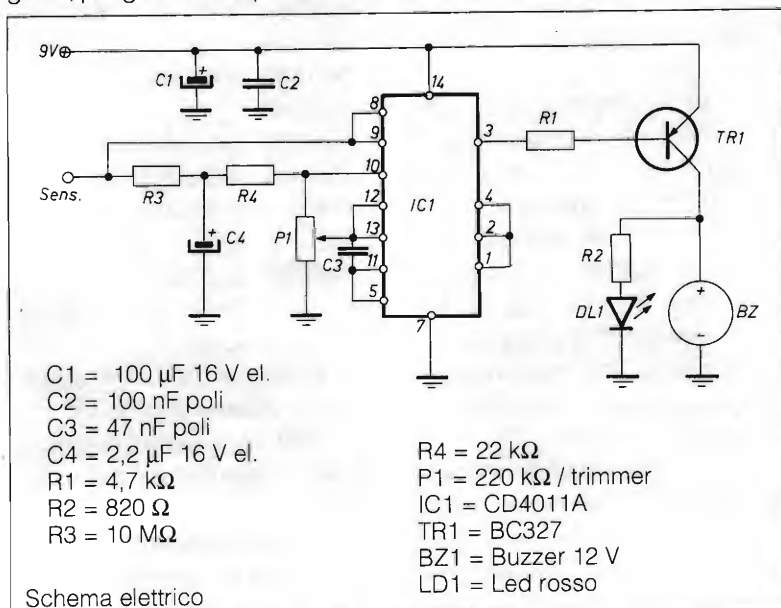 9V
C1
+
C2
14
8
9
3
R1
TR1
10
Sens.
R3
R4
12
IC1
4
+
C4
P1
13
2
C3
11
1
R2
5
7
DL1
+
-
BZ
C1 = 100 μF 16 V el.
C2 = 100 nF poli
C3 = 47 nF poli
C4 = 2,2 μF 16 V el.
R1 = 4,7 kΩ
R2 = 820 Ω
R3 = 10 MΩ
R4 = 22 kΩ
P1 = 220 kΩ / trimmer
IC1 = CD4011A
TR1 = BC327
BZ1 = Buzzer 12 V
LD1 = Led rosso
Schema elettrico